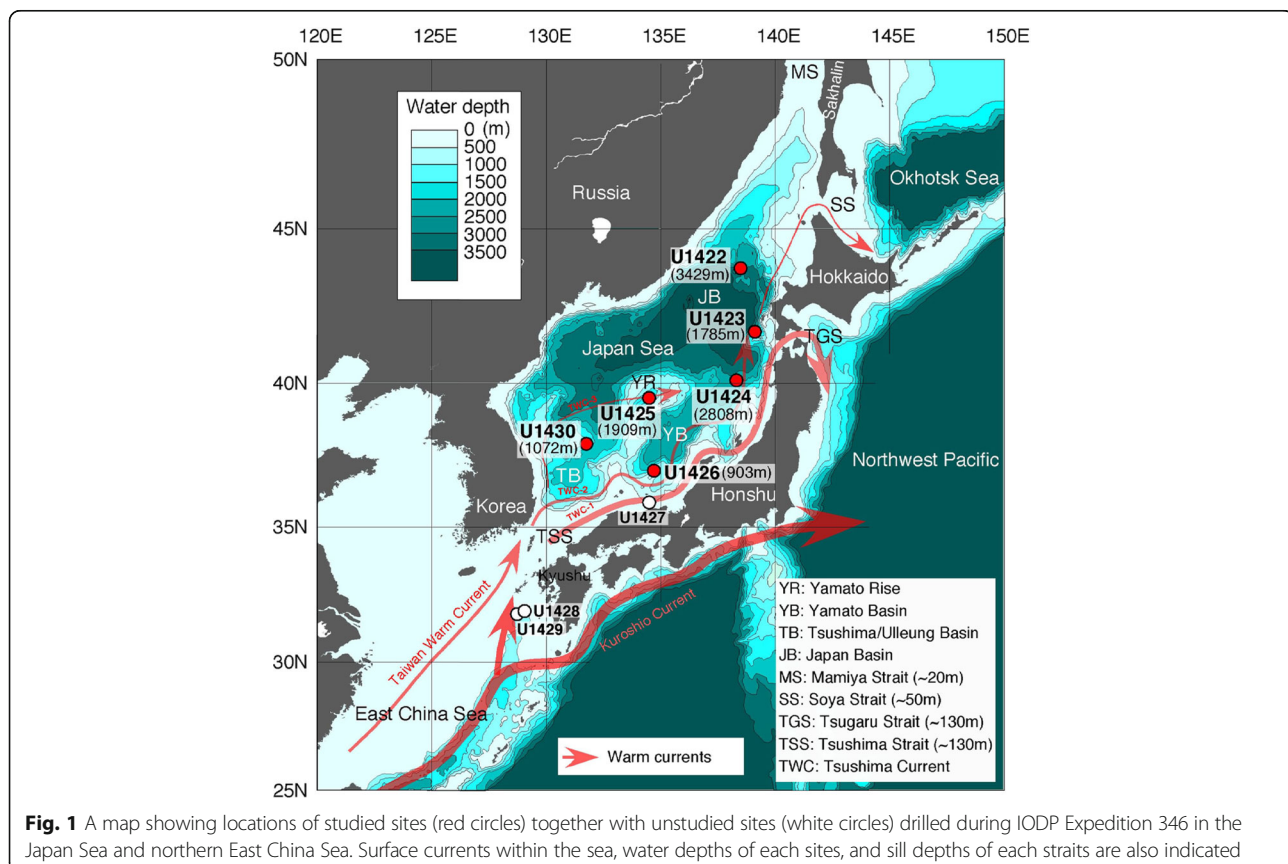 120E 125E 130E 135E 140E 145E 150E
50N
MS
Sakhalin
Water depth
0 (m)
500
1000
1500
2000
2500
3000
3500
Okhotsk Sea
Russia
SS
45N
U1422
(3429m)
Hokkaido
JB
U1423
(1785m)
TGS
Japan Sea
40N
YR
U1424
(2808m)
U1425
(1909m)
U1430
(1072m)
YB
Northwest Pacific
TB
U1426 (903m)
TWC-2
Honshu
Korea
TWC-1
U1427
35N
TSS
Kyushu
U1428
U1429
Kuroshio Current
Taiwan Warm Current
30N
East China Sea
YR: Yamato Rise
YB: Yamato Basin
TB: Tsushima/Ulleung Basin
JB: Japan Basin
MS: Mamiya Strait (~20m)
SS: Soya Strait (~50m)
TGS: Tsugaru Strait (~130m)
TSS: Tsushima Strait (~130m)
TWC: Tsushima Current
Warm currents
25N
Fig. 1 A map showing locations of studied sites (red circles) together with unstudied sites (white circles) drilled during IODP Expedition 346 in the
Japan Sea and northern East China Sea. Surface currents within the sea, water depths of each sites, and sill depths of each straits are also indicated